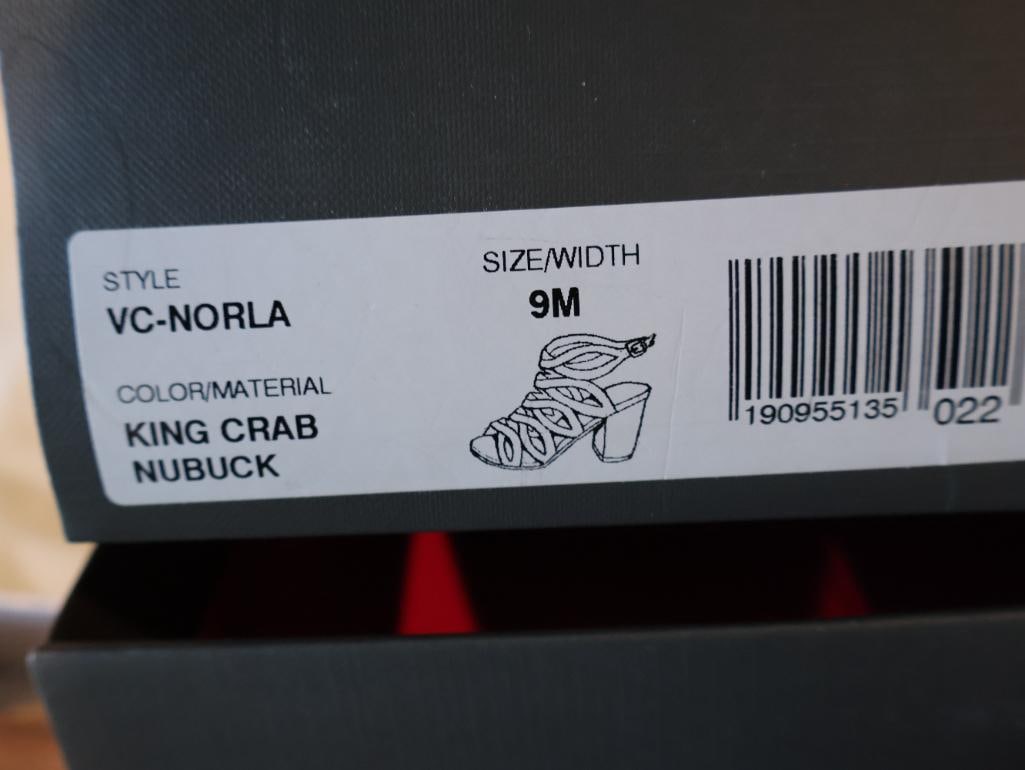 STYLE
VC-NORLA
COLOR/MATERIAL
KING CRAB
NUBUCK
SIZE/WIDTH
9M
190955135 022